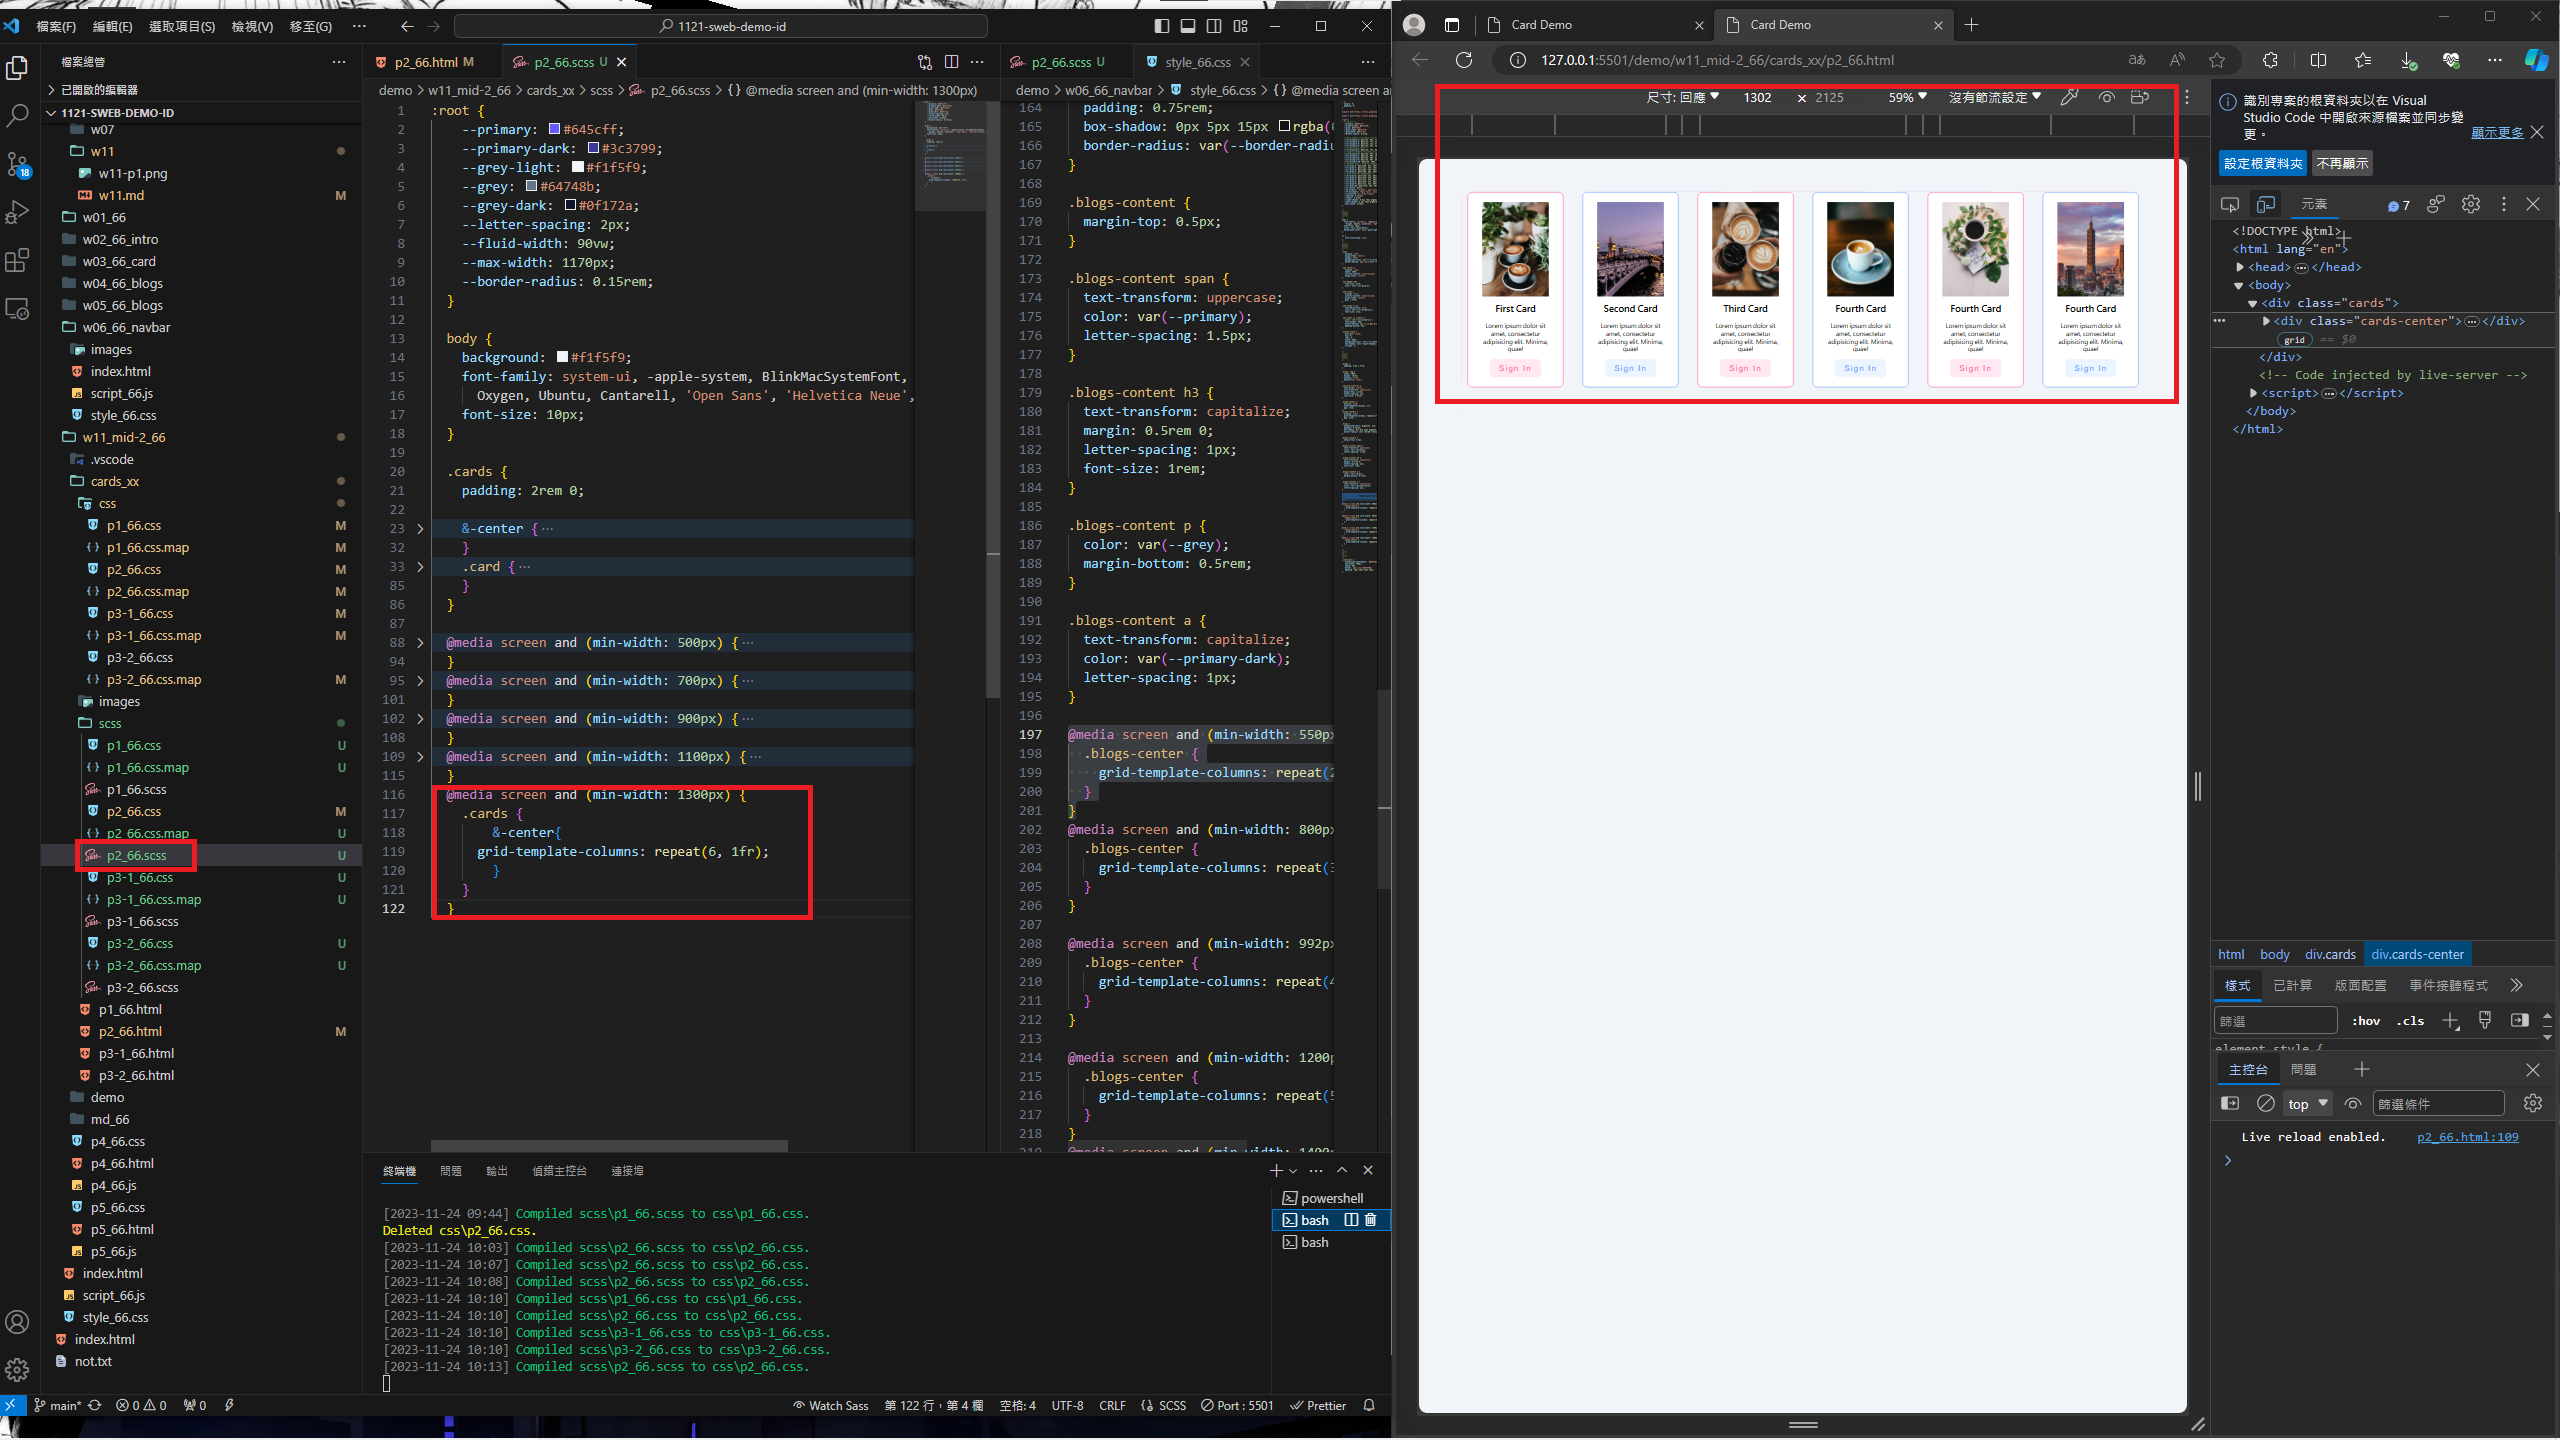 檔案(F) 編輯(E) 選取項目(S) 檢視(V) 移至(G) ⋯
1121-sweb-demo-id
檔案總管
已開啟的編輯器
1121-SWEB-DEMO-ID
w07
w11
w11-p1.png
w11.md M
w01_66
w02_66_intro
w03_66_card
w04_66_blogs
w05_66_blogs
w06_66_navbar
images
index.html
script_66.js
style_66.css
w11_mid-2_66
.vscode
cards_xx
css
p1_66.css M
p1_66.css.map M
p2_66.css M
p2_66.css.map M
p3-1_66.css M
p3-1_66.css.map M
p3-2_66.css
p3-2_66.css.map M
images
scss
p1_66.css U
p1_66.css.map U
p1_66.scss
p2_66.css M
p2_66.css.map U
p2_66.scss U
p3-1_66.css U
p3-1_66.css.map U
p3-1_66.scss
p3-2_66.css U
p3-2_66.css.map U
p3-2_66.scss
p1_66.html
p2_66.html M
p3-1_66.html
p3-2_66.html
demo
md_66
p4_66.css
p4_66.html
p4_66.js
p5_66.css
p5_66.html
p5_66.js
index.html
script_66.js
style_66.css
index.html
not.txt
18
p2_66.html M p2_66.scss U
demo > w11_mid-2_66 > cards_xx > scss > p2_66.scss > {} @media screen and (min-width: 1300px)
1 :root {
2 --primary: #645cff;
3 --primary-dark: #3c3799;
4 --grey-light: #f1f5f9;
5 --grey: #64748b;
6 --grey-dark: #0f172a;
7 --letter-spacing: 2px;
8 --fluid-width: 90vw;
9 --max-width: 1170px;
10 --border-radius: 0.15rem;
11 }
12
13 body {
14 background: #f1f5f9;
15 font-family: system-ui, -apple-system, BlinkMacSystemFont,
16 Oxygen, Ubuntu, Cantarell, 'Open Sans', 'Helvetica Neue',
17 font-size: 10px;
18 }
19
20 .cards {
21 padding: 2rem 0;
22
23 &-center {⋯
32 }
33 .card {⋯
85 }
86 }
87
88 @media screen and (min-width: 500px) {⋯
94 }
95 @media screen and (min-width: 700px) {⋯
101 }
102 @media screen and (min-width: 900px) {⋯
108 }
109 @media screen and (min-width: 1100px) {⋯
115 }
116 @media screen and (min-width: 1300px) {
117 .cards {
118 &-center{
119 grid-template-columns: repeat(6, 1fr);
120 }
121 }
122 }
p2_66.scss U style_66.css
demo > w06_66_navbar > style_66.css > {} @media screen an
164 padding: 0.75rem;
165 box-shadow: 0px 5px 15px rgba(
166 border-radius: var(--border-radiu
167 }
168
169 .blogs-content {
170 margin-top: 0.5px;
171 }
172
173 .blogs-content span {
174 text-transform: uppercase;
175 color: var(--primary);
176 letter-spacing: 1.5px;
177 }
178
179 .blogs-content h3 {
180 text-transform: capitalize;
181 margin: 0.5rem 0;
182 letter-spacing: 1px;
183 font-size: 1rem;
184 }
185
186 .blogs-content p {
187 color: var(--grey);
188 margin-bottom: 0.5rem;
189 }
190
191 .blogs-content a {
192 text-transform: capitalize;
193 color: var(--primary-dark);
194 letter-spacing: 1px;
195 }
196
197 @media screen and (min-width: 550px
198 .blogs-center {
199 grid-template-columns: repeat(2
200 }
201 }
202 @media screen and (min-width: 800px
203 .blogs-center {
204 grid-template-columns: repeat(3
205 }
206 }
207
208 @media screen and (min-width: 992px
209 .blogs-center {
210 grid-template-columns: repeat(4
211 }
212 }
213
214 @media screen and (min-width: 1200p
215 .blogs-center {
216 grid-template-columns: repeat(5
217 }
218 }
219 @media screen and (min-width: 1400p
終端機 問題 輸出 偵錯主控台 連接埠
[2023-11-24 09:44] Compiled scss\p1_66.scss to css\p1_66.css.
Deleted css\p2_66.css.
[2023-11-24 10:03] Compiled scss\p2_66.scss to css\p2_66.css.
[2023-11-24 10:07] Compiled scss\p2_66.scss to css\p2_66.css.
[2023-11-24 10:08] Compiled scss\p2_66.scss to css\p2_66.css.
[2023-11-24 10:10] Compiled scss\p1_66.css to css\p1_66.css.
[2023-11-24 10:10] Compiled scss\p2_66.css to css\p2_66.css.
[2023-11-24 10:10] Compiled scss\p3-1_66.css to css\p3-1_66.css.
[2023-11-24 10:10] Compiled scss\p3-2_66.css to css\p3-2_66.css.
[2023-11-24 10:13] Compiled scss\p2_66.scss to css\p2_66.css.
powershell
bash
bash
main* 0 0 0 Watch Sass 第 122 行，第 4 欄 空格: 4 UTF-8 CRLF SCSS Port : 5501 Prettier
Card Demo Card Demo
127.0.0.1:5501/demo/w11_mid-2_66/cards_xx/p2_66.html
尺寸: 回應 1302 × 2125 59% 沒有節流設定
First Card
Lorem ipsum dolor sit
amet, consectetur
adipisicing elit. Minima,
quae!
Sign In
Second Card
Lorem ipsum dolor sit
amet, consectetur
adipisicing elit. Minima,
quae!
Sign In
Third Card
Lorem ipsum dolor sit
amet, consectetur
adipisicing elit. Minima,
quae!
Sign In
Fourth Card
Lorem ipsum dolor sit
amet, consectetur
adipisicing elit. Minima,
quae!
Sign In
Fourth Card
Lorem ipsum dolor sit
amet, consectetur
adipisicing elit. Minima,
quae!
Sign In
Fourth Card
Lorem ipsum dolor sit
amet, consectetur
adipisicing elit. Minima,
quae!
Sign In
識別專案的根資料夾以在 Visual
Studio Code 中開啟來源檔案並同步變
更。
顯示更多
設定根資料夾 不再顯示
元素 7
<!DOCTYPE html>
<html lang="en">
<head>⋯</head>
<body>
<div class="cards">
<div class="cards-center">⋯</div>
grid == $0
</div>
<!-- Code injected by live-server -->
<script>⋯</script>
</body>
</html>
html body div.cards div.cards-center
樣式 已計算 版面配置 事件接聽程式
篩選 :hov .cls
element.style {
主控台 問題
top 篩選條件
Live reload enabled. p2_66.html:109